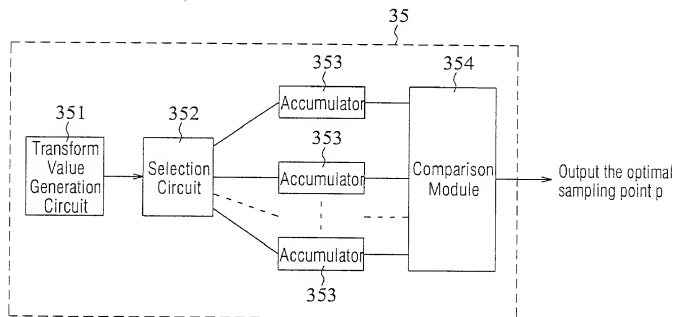 35
351
Transform
Value
Generation
Circuit
352
Selection
Circuit
353
Accumulator
353
Accumulator
Accumulator
353
354
Comparison
Module
Output the optimal
sampling point p